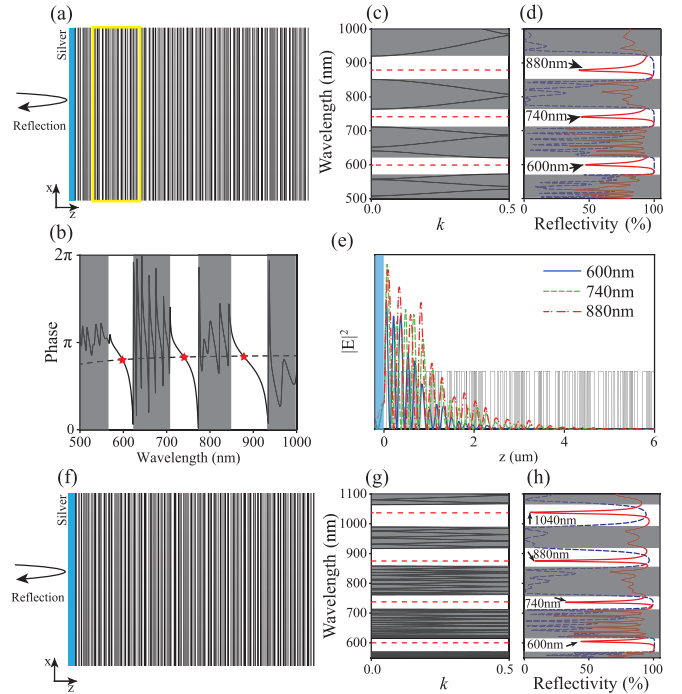 (a)
Silver
Reflection
x
z
(b)
Phase
2π
π
0
500 600 700 800 900 1000
Wavelength (nm)
(c)
Wavelength (nm)
1000
900
800
700
600
500
0.0 0.5
k
(d)
880nm
740nm
600nm
0 50 100
Reflectivity (%)
(e)
|E|²
600nm
740nm
880nm
0 2 4 6
z (um)
(f)
Silver
Reflection
x
z
(g)
Wavelength (nm)
1100
1000
900
800
700
600
0.0 0.5
k
(h)
1040nm
880nm
740nm
600nm
0 50 100
Reflectivity (%)